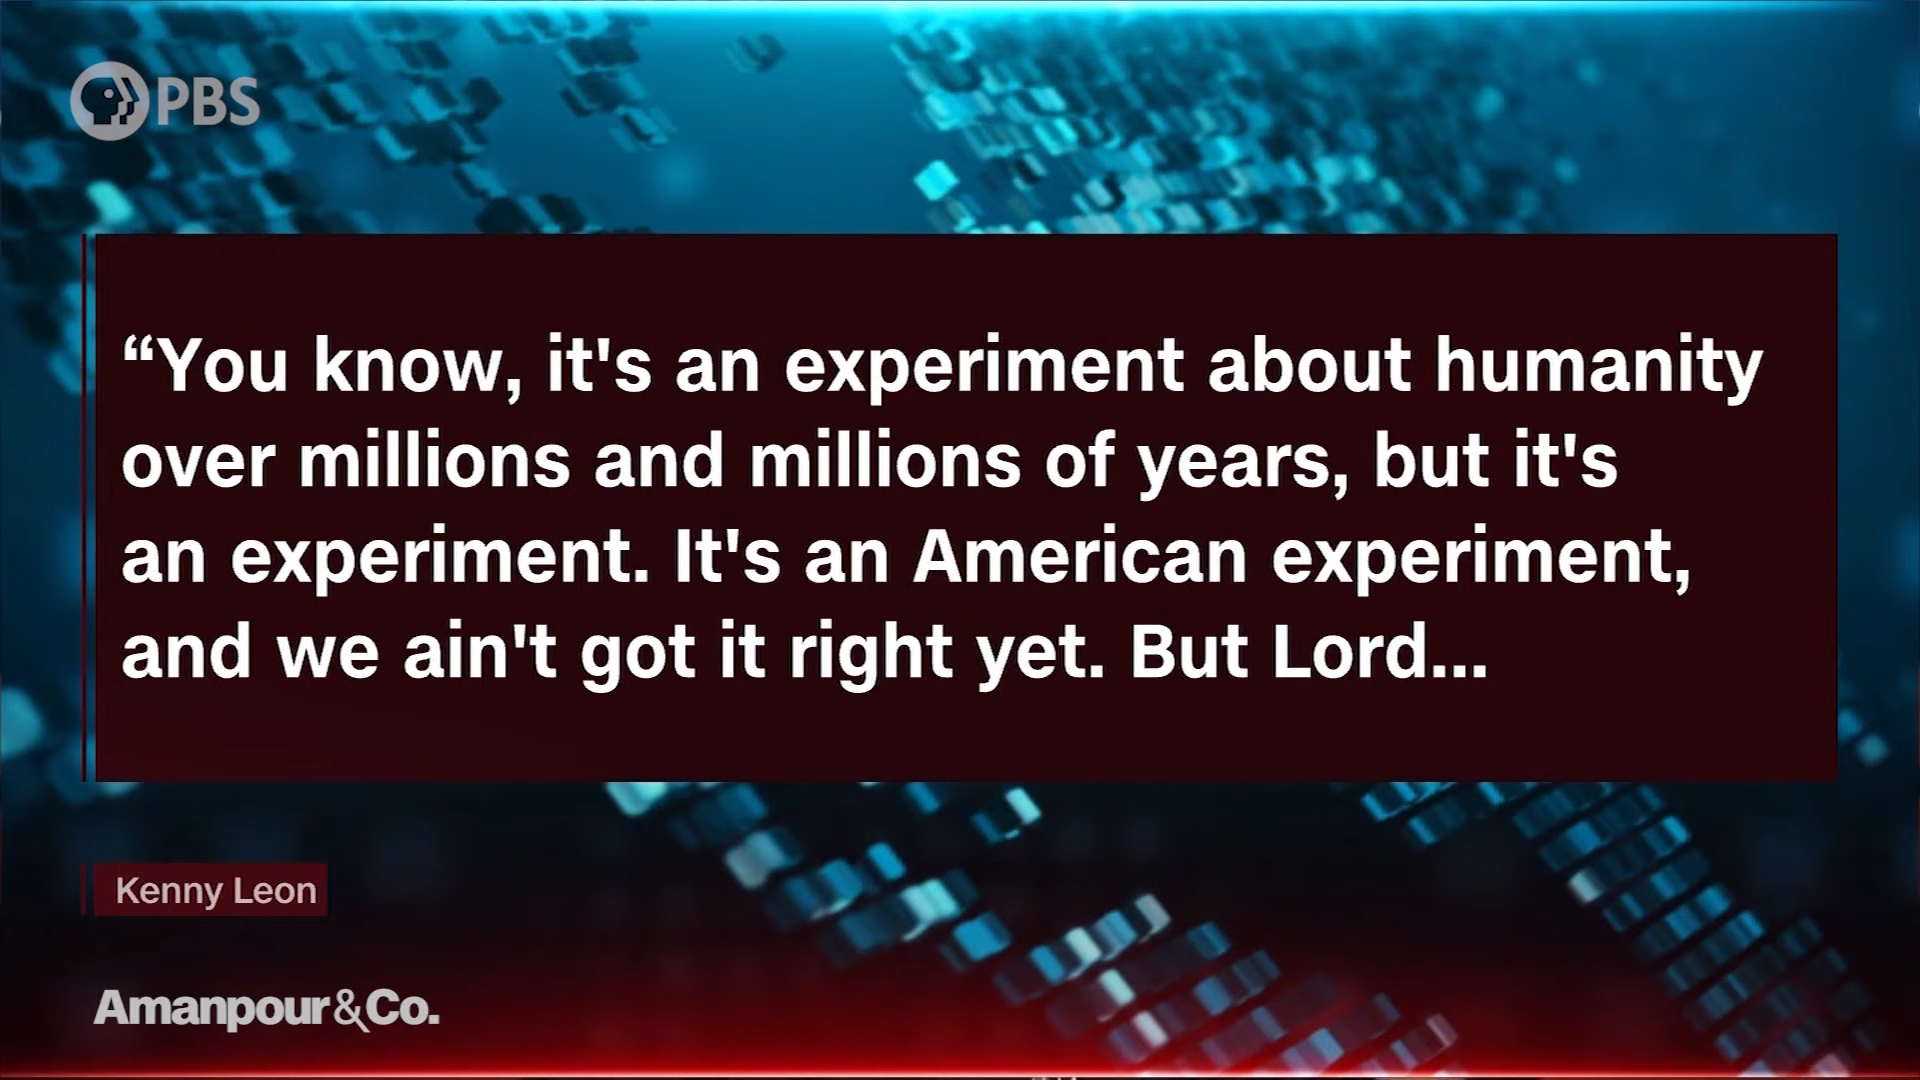 PBS
“You know, it's an experiment about humanity
over millions and millions of years, but it's
an experiment. It's an American experiment,
and we ain't got it right yet. But Lord...
Kenny Leon
Amanpour&Co.